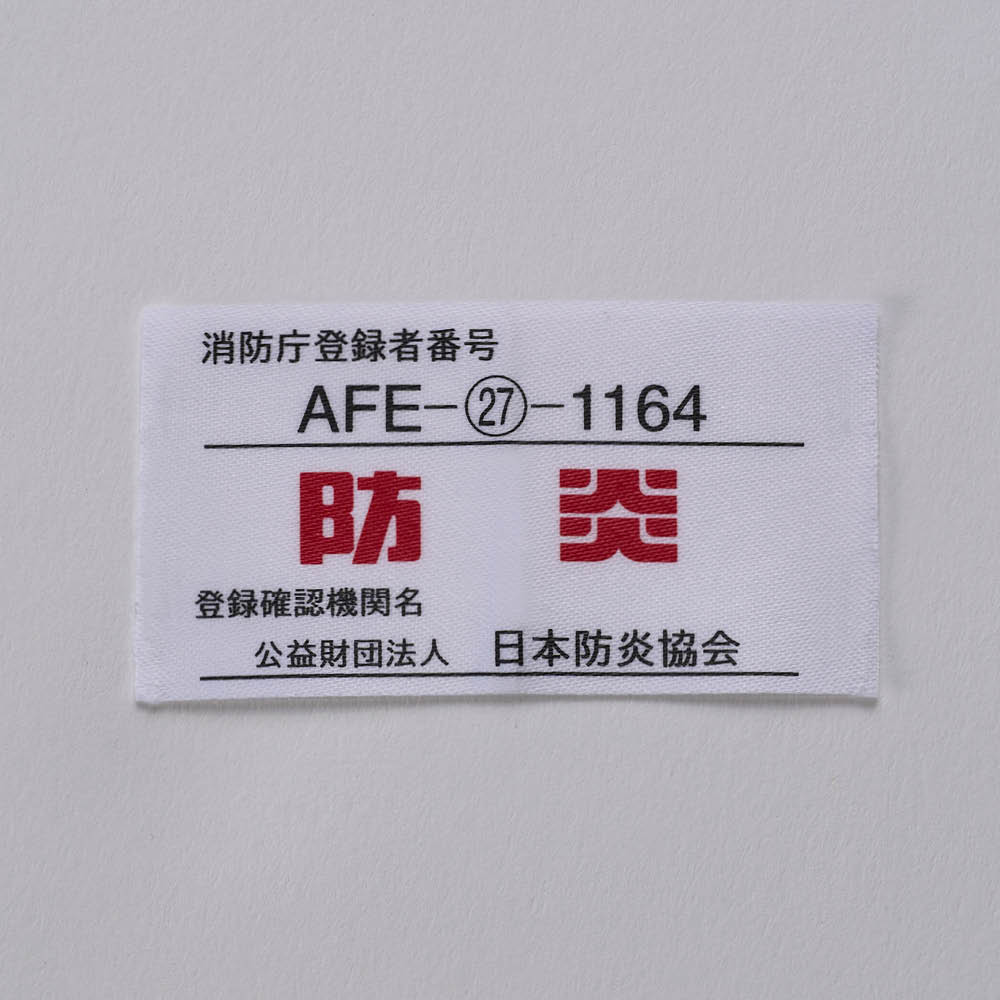 消防庁登録者番号
AFE-㉗-1164
防 炎
登録確認機関名
公益財団法人 日本防炎協会